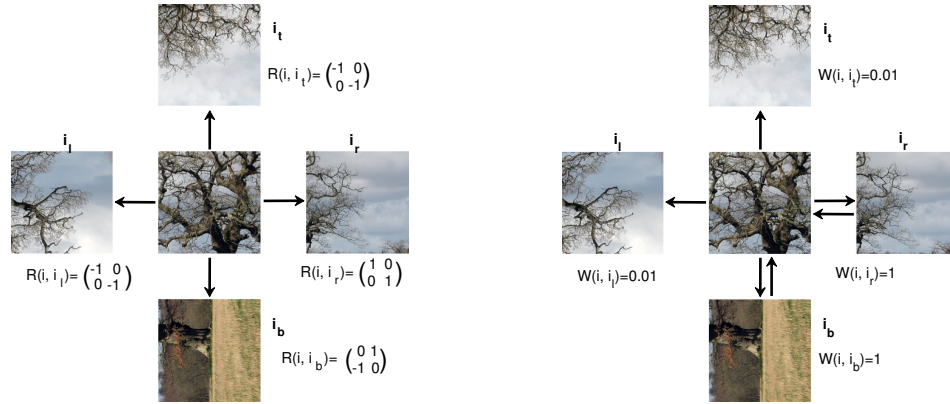 i_t
R(i, i_t)= (-1 0
0 -1)
i_l
i_r
R(i, i_l)= (-1 0
0 -1)
R(i, i_r)= (1 0
0 1)
i_b
R(i, i_b)= (0 1
-1 0)
i_t
W(i, i_t)=0.01
i_l
i_r
W(i, i_l)=0.01
W(i, i_r)=1
i_b
W(i, i_b)=1